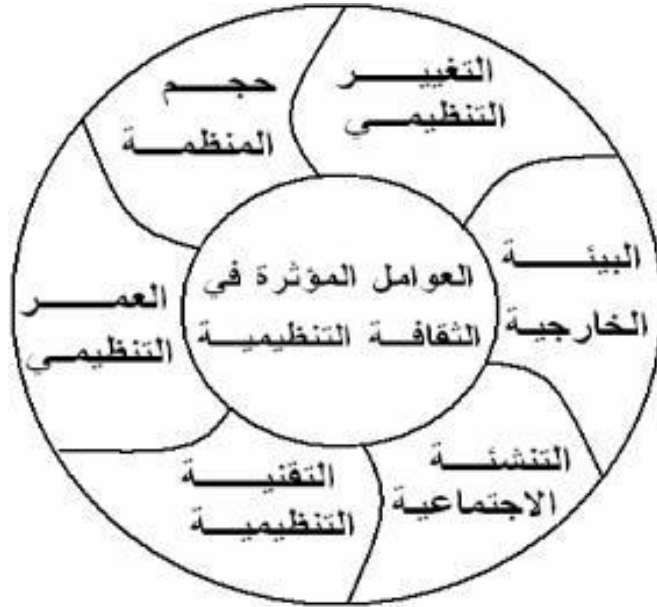 العوامل المؤثرة في
الثقافة التنظيمية
التغيير
التنظيمي
البيئة
الخارجية
التنشئة
الاجتماعية
التقنية
التنظيمية
العمر
التنظيمي
حجم
المنظمة